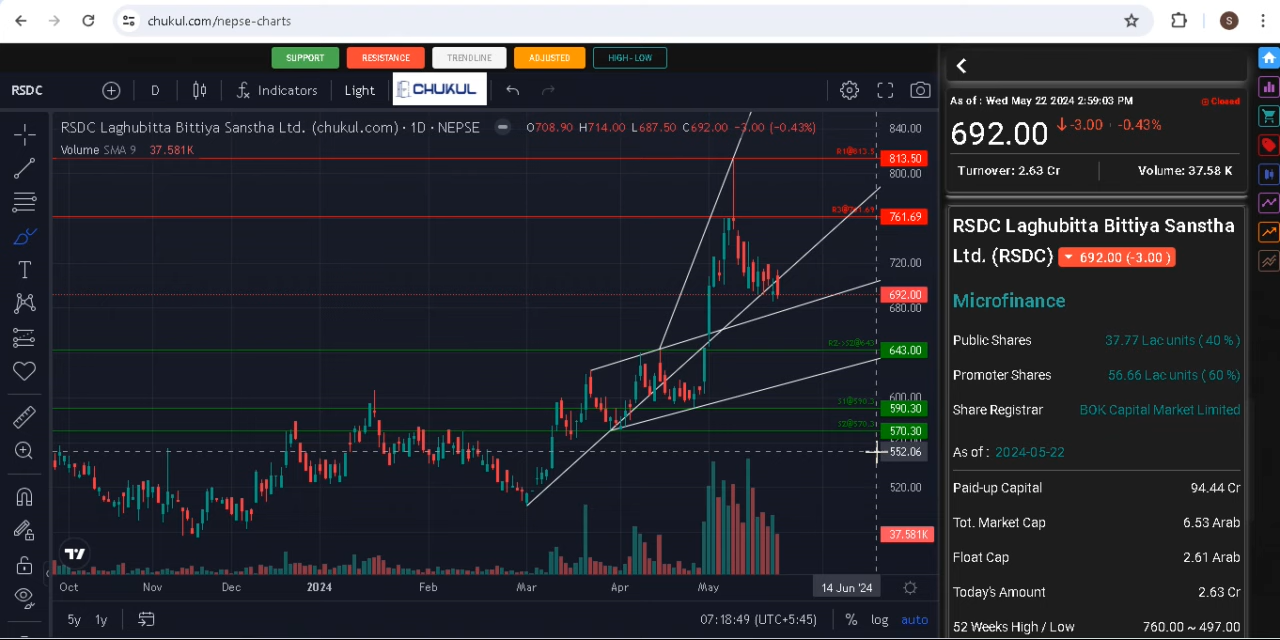 chukul.com/nepse-charts
S
SUPPORT
RESISTANCE
TRENDLINE
ADJUSTED
HIGH - LOW
RSDC
D
Indicators
Light
CHUKUL
RSDC Laghubitta Bittiya Sanstha Ltd. (chukul.com) · 1D · NEPSE
O708.90 H714.00 L687.50 C692.00 -3.00 (-0.43%)
Volume SMA 9 37.581K
840.00
R1@813.5
813.50
800.00
761.69
720.00
692.00
680.00
643.00
600.00
590.30
570.30
552.06
520.00
37.581K
Oct
Nov
Dec
2024
Feb
Mar
Apr
May
14 Jun '24
5y
1y
07:18:49 (UTC+5:45)
%
log
auto
As of : Wed May 22 2024 2:59:03 PM
Closed
692.00
-3.00 · -0.43%
Turnover: 2.63 Cr
Volume: 37.58 K
RSDC Laghubitta Bittiya Sanstha
Ltd. (RSDC) 692.00 (-3.00 )
Microfinance
Public Shares 37.77 Lac units ( 40 % )
Promoter Shares 56.66 Lac units ( 60 %)
Share Registrar BOK Capital Market Limited
As of : 2024-05-22
Paid-up Capital 94.44 Cr
Tot. Market Cap 6.53 Arab
Float Cap 2.61 Arab
Today's Amount 2.63 Cr
52 Weeks High / Low 760.00 ~ 497.00